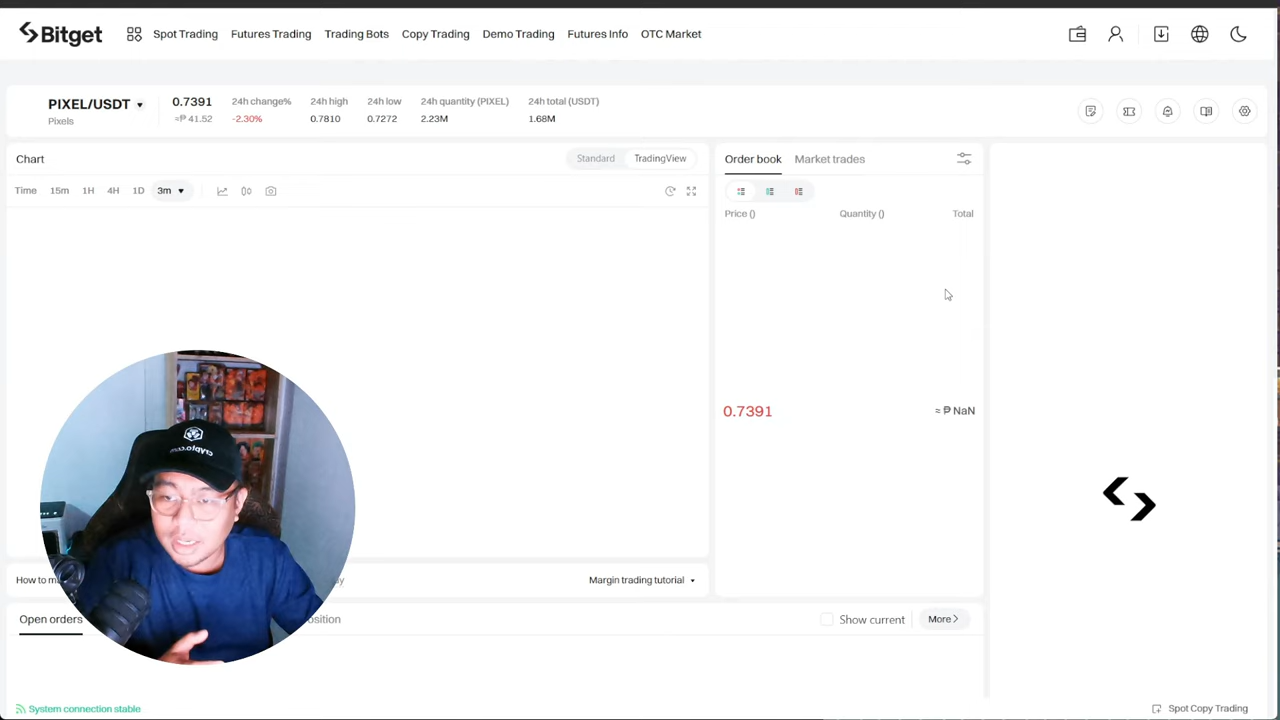 Bitget
Spot Trading
Futures Trading
Trading Bots
Copy Trading
Demo Trading
Futures Info
OTC Market
PIXEL/USDT
Pixels
0.7391
≈₱ 41.52
24h change%
-2.30%
24h high
0.7810
24h low
0.7272
24h quantity (PIXEL)
2.23M
24h total (USDT)
1.68M
Chart
Standard
TradingView
Time 15m 1H 4H 1D 3m
Order book
Market trades
Price ()
Quantity ()
Total
0.7391
≈ ₱ NaN
crypto.com
How to
Margin trading tutorial
Open orders
osition
Show current
More
System connection stable
Spot Copy Trading